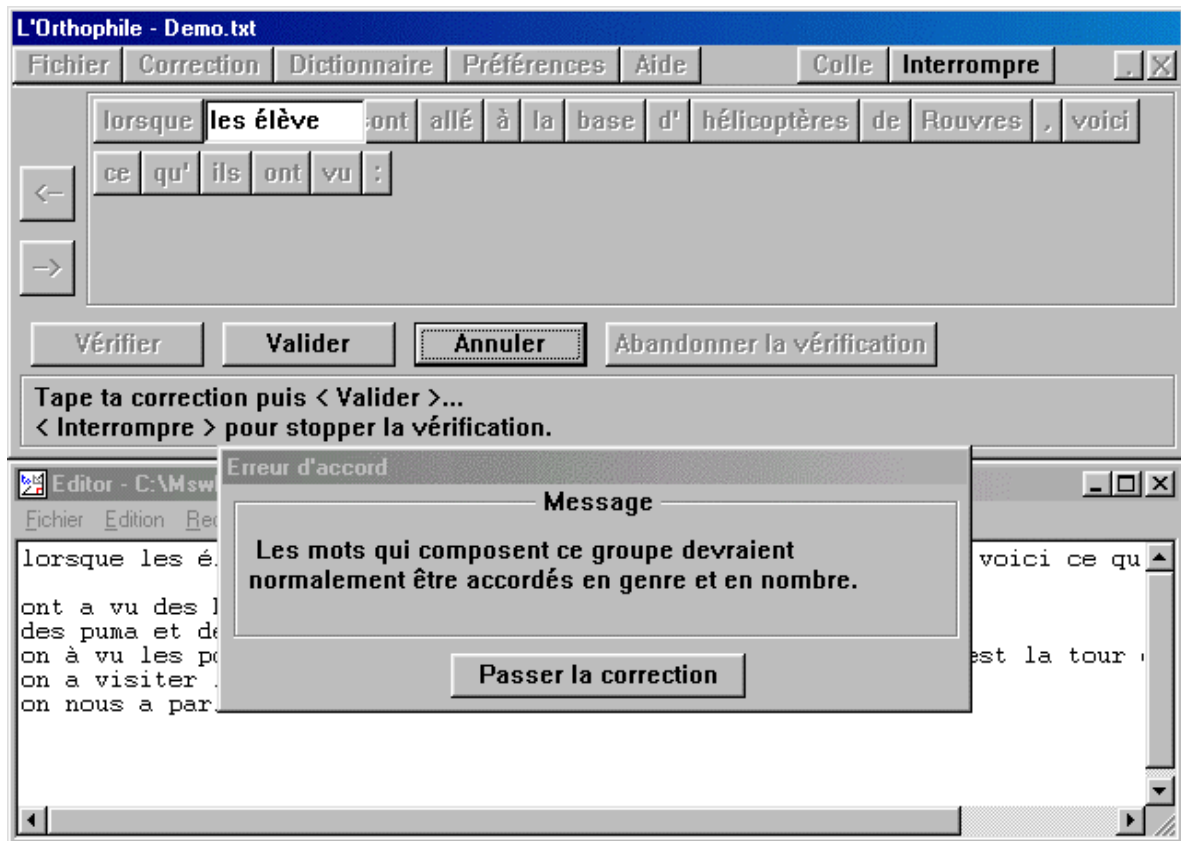 L'Orthophile - Demo.txt
Fichier Correction Dictionnaire Préférences Aide Colle Interrompre . X
lorsque les élève ont allé à la base d' hélicoptères de Rouvres , voici
<- ce qu' ils ont vu :
->
Vérifier Valider Annuler Abandonner la vérification
Tape ta correction puis < Valider >...
< Interrompre > pour stopper la vérification.
Erreur d'accord
Editor - C:\Msw
Fichier Edition Rec
Message
Les mots qui composent ce groupe devraient
normalement être accordés en genre et en nombre.
Passer la correction
lorsque les é voici ce qu
ont a vu des
des puma et d
on à vu les p est la tour
on a visiter
on nous a par